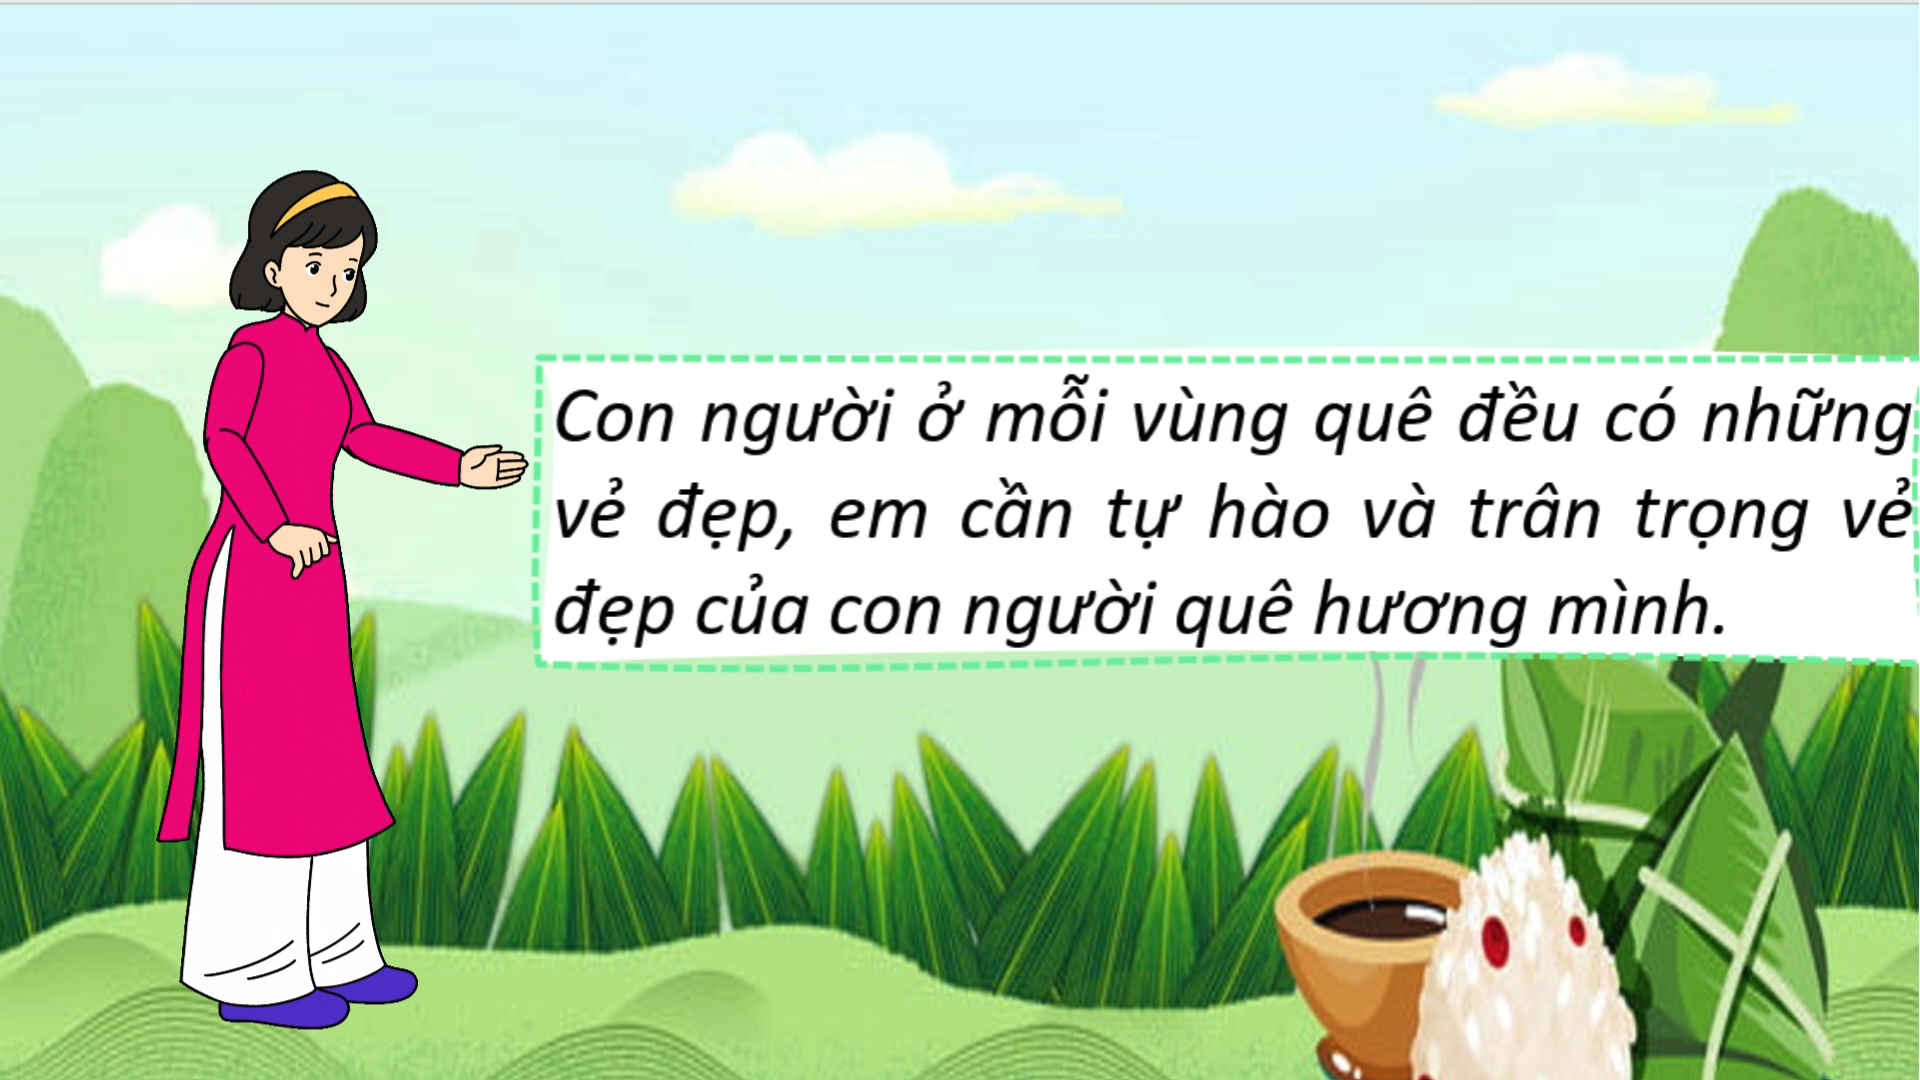 Con người ở mỗi vùng quê đều có những
vẻ đẹp, em cần tự hào và trân trọng vẻ
đẹp của con người quê hương mình.